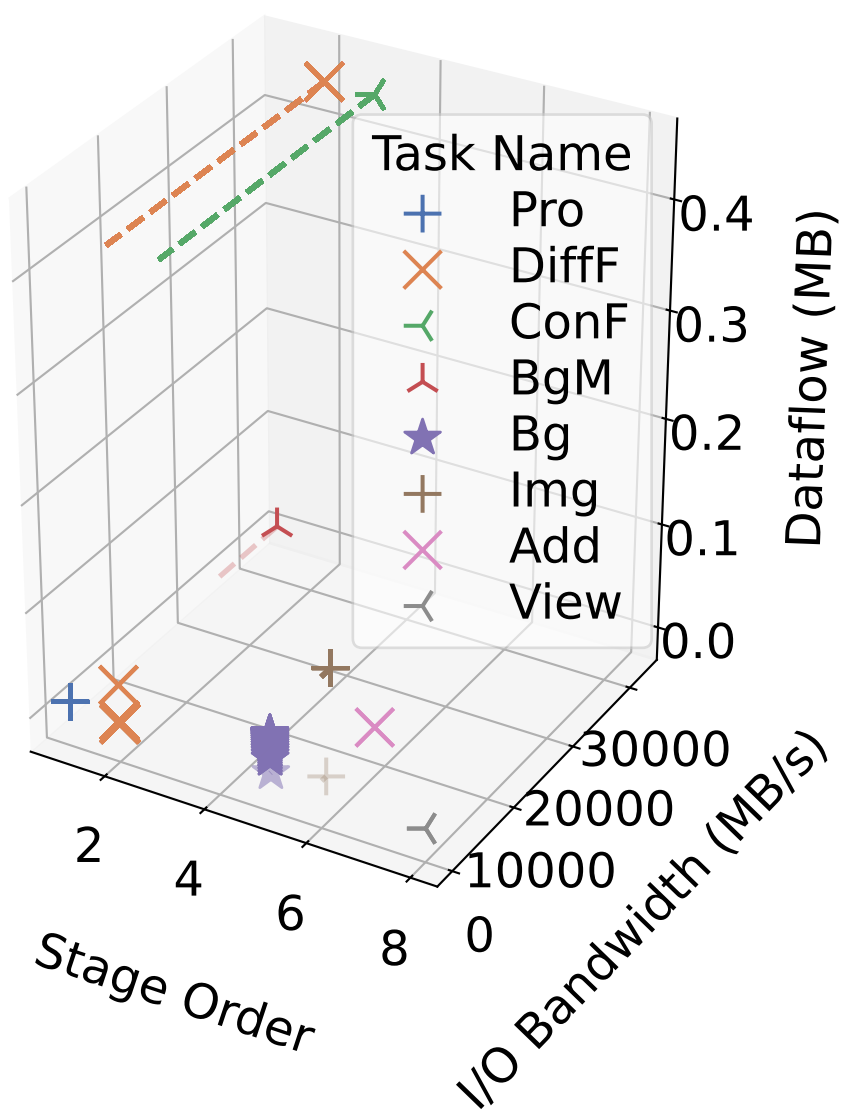 Task Name
Pro
DiffF
ConF
BgM
Bg
Img
Add
View
0.4
0.3
0.2
0.1
0.0
Dataflow (MB)
30000
20000
10000
0
I/O Bandwidth (MB/s)
2
4
6
8
Stage Order